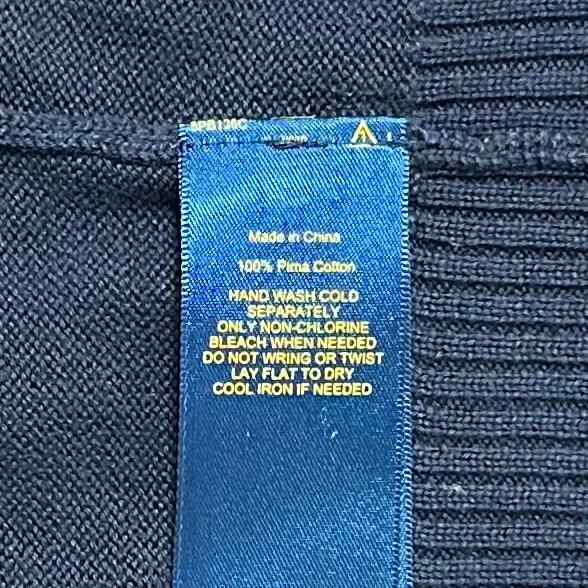 Made in China
100% Pima Cotton
HAND WASH COLD
SEPARATELY
ONLY NON-CHLORINE
BLEACH WHEN NEEDED
DO NOT WRING OR TWIST
LAY FLAT TO DRY
COOL IRON IF NEEDED